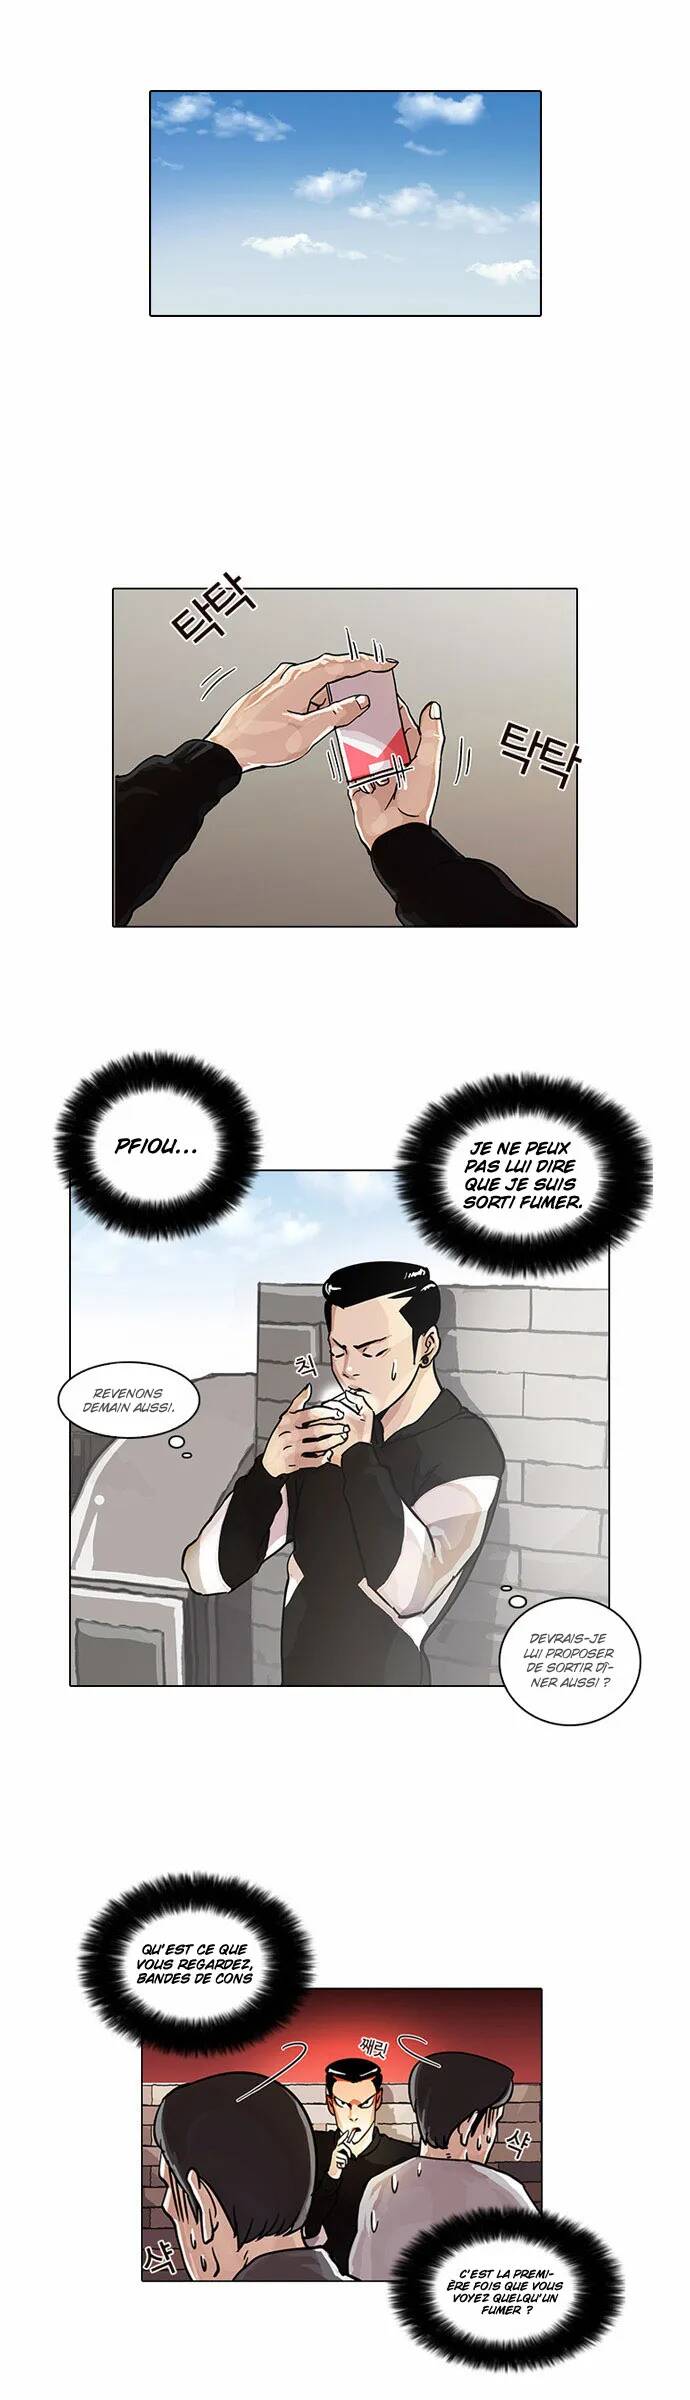 탁탁
탁탁
PFIOU...
JE NE PEUX
PAS LUI DIRE
QUE JE SUIS
SORTI FUMER.
칙
REVENONS
DEMAIN AUSSI.
DEVRAIS-JE
LUI PROPOSER
DE SORTIR DÎ-
NER AUSSI ?
QU'EST CE QUE
VOUS REGARDEZ,
BANDES DE CONS
째릿
샥
샥
C'EST LA PREMI-
ÈRE FOIS QUE VOUS
VOYEZ QUELQU'UN
FUMER ?